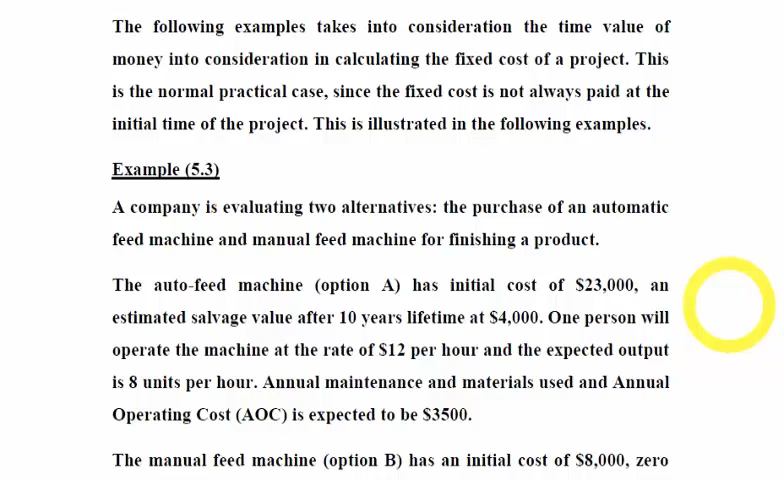 The following examples takes into consideration the time value of
money into consideration in calculating the fixed cost of a project. This
is the normal practical case, since the fixed cost is not always paid at the
initial time of the project. This is illustrated in the following examples.
Example (5.3)
A company is evaluating two alternatives: the purchase of an automatic
feed machine and manual feed machine for finishing a product.
The auto-feed machine (option A) has initial cost of $23,000, an
estimated salvage value after 10 years lifetime at $4,000. One person will
operate the machine at the rate of $12 per hour and the expected output
is 8 units per hour. Annual maintenance and materials used and Annual
Operating Cost (AOC) is expected to be $3500.
The manual feed machine (option B) has an initial cost of $8,000, zero